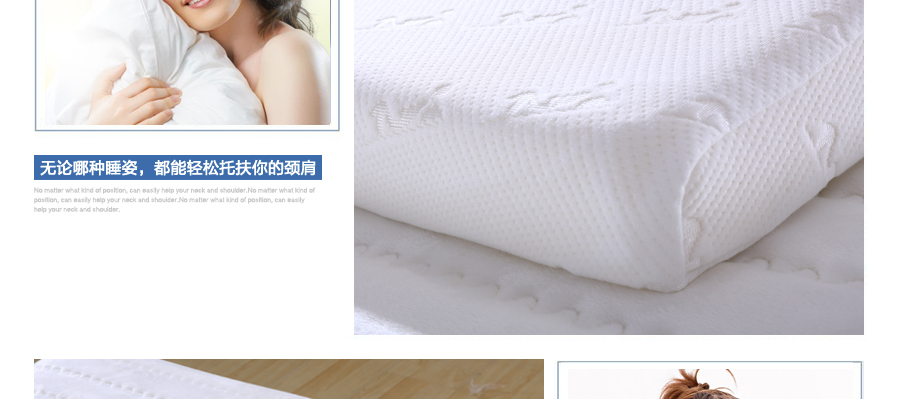 无论哪种睡姿，都能轻松托扶你的颈肩
No matter what kind of position, can easily help your neck and shoulder.No matter what kind of
position, can easily help your neck and shoulder.No matter what kind of position, can easily
help your neck and shoulder.